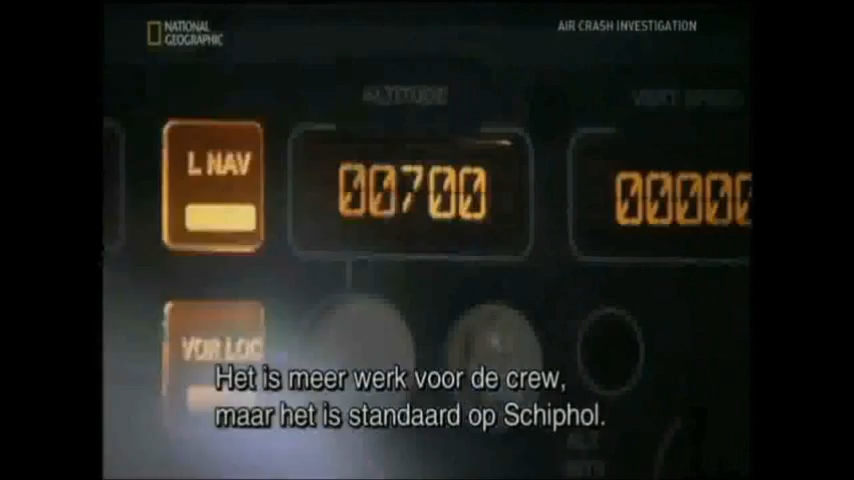 NATIONAL
GEOGRAPHIC
AIR CRASH INVESTIGATION
ALTITUDE
VERT SPEED
L NAV
00700
00000
VOR LOC
Het is meer werk voor de crew,
maar het is standaard op Schiphol.